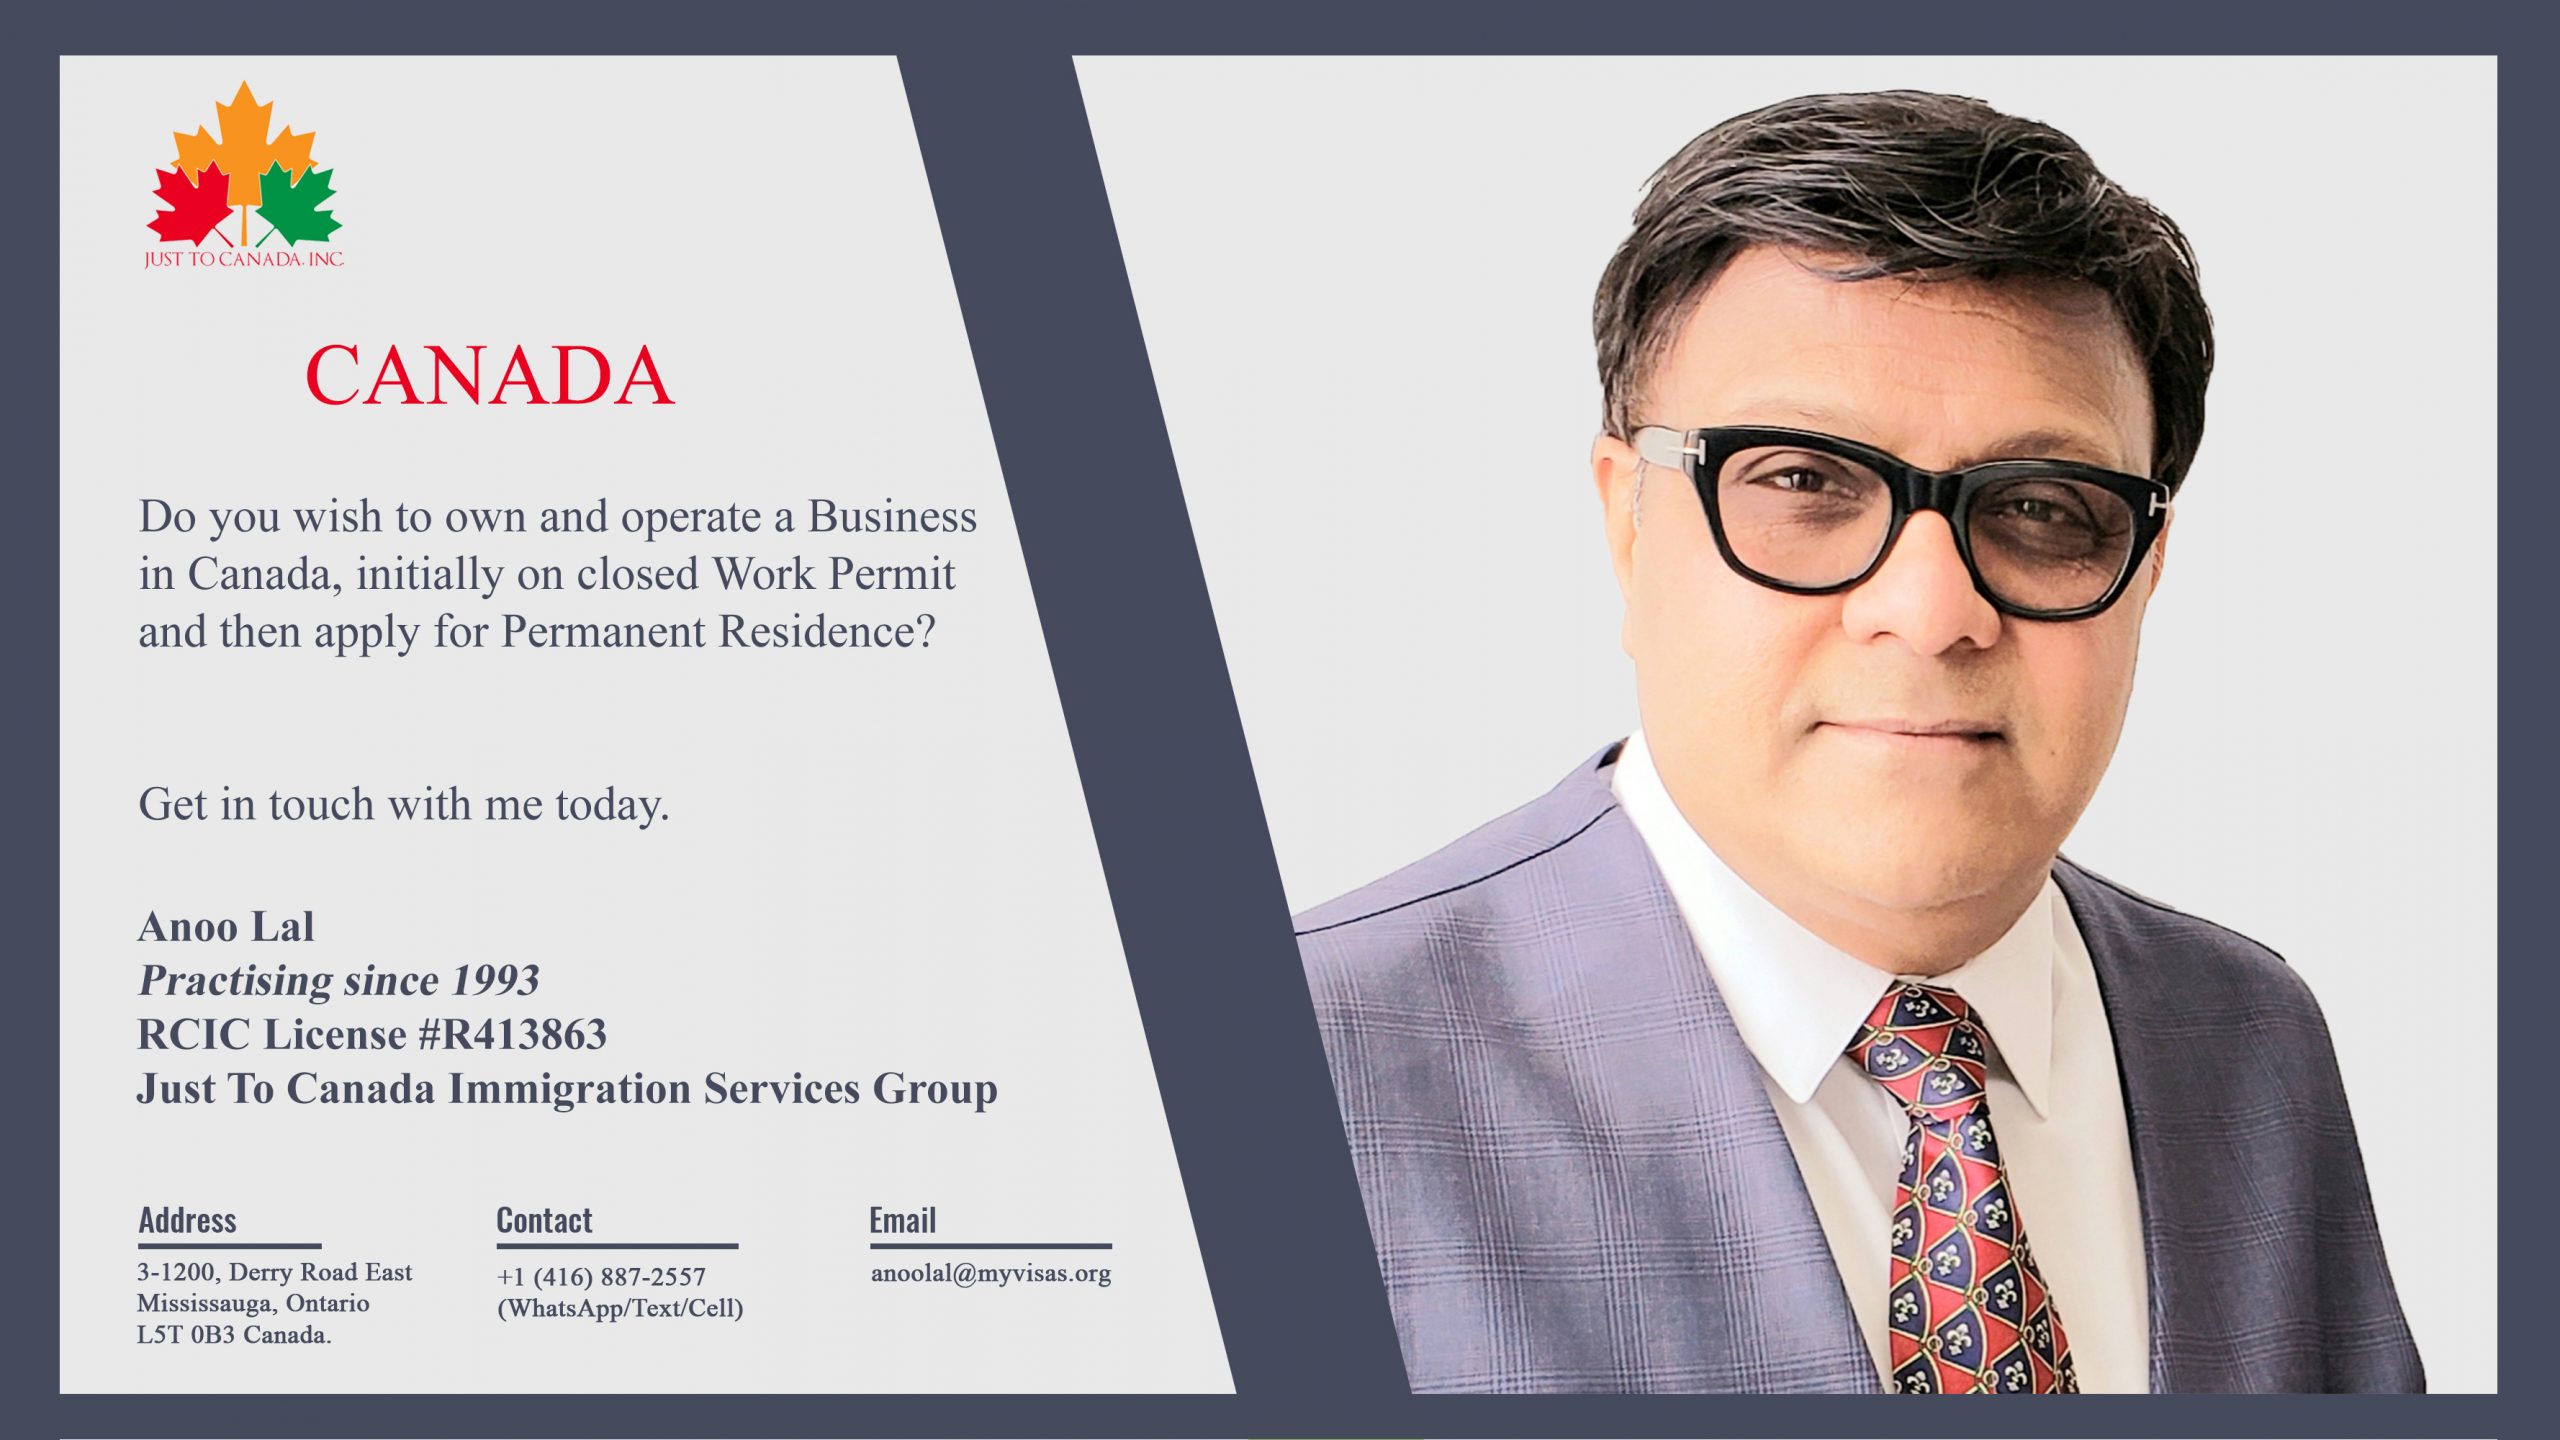 JUST TO CANADA. INC.
CANADA
Do you wish to own and operate a Business
in Canada, initially on closed Work Permit
and then apply for Permanent Residence?
Get in touch with me today.
Anoo Lal
Practising since 1993
RCIC License #R413863
Just To Canada Immigration Services Group
Address
3-1200, Derry Road East
Mississauga, Ontario
L5T 0B3 Canada.
Contact
+1 (416) 887-2557
(WhatsApp/Text/Cell)
Email
anoolal@myvisas.org